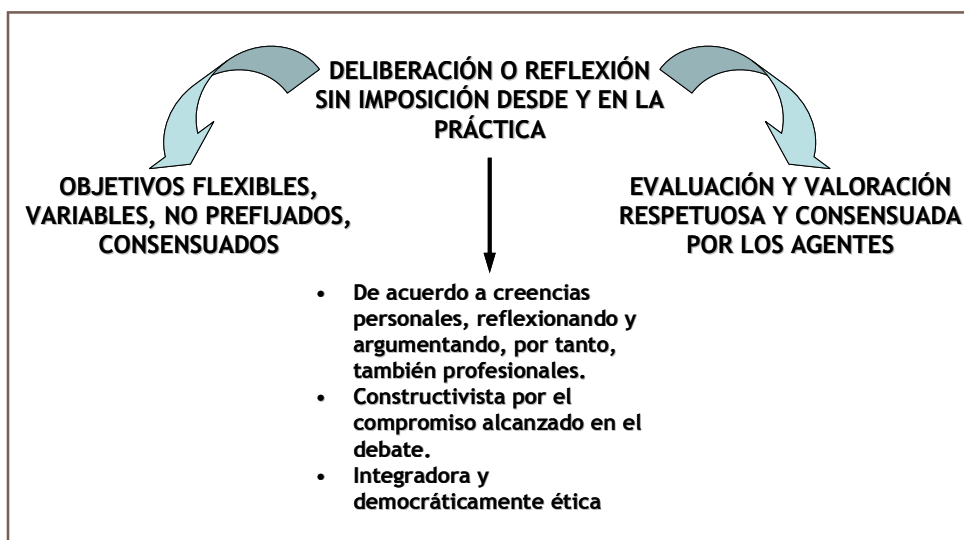 DELIBERACIÓN O REFLEXIÓN
SIN IMPOSICIÓN DESDE Y EN LA
PRÁCTICA
OBJETIVOS FLEXIBLES,
VARIABLES, NO PREFIJADOS,
CONSENSUADOS
EVALUACIÓN Y VALORACIÓN
RESPETUOSA Y CONSENSUADA
POR LOS AGENTES
• De acuerdo a creencias
personales, reflexionando y
argumentando, por tanto,
también profesionales.
• Constructivista por el
compromiso alcanzado en el
debate.
• Integradora y
democráticamente ética